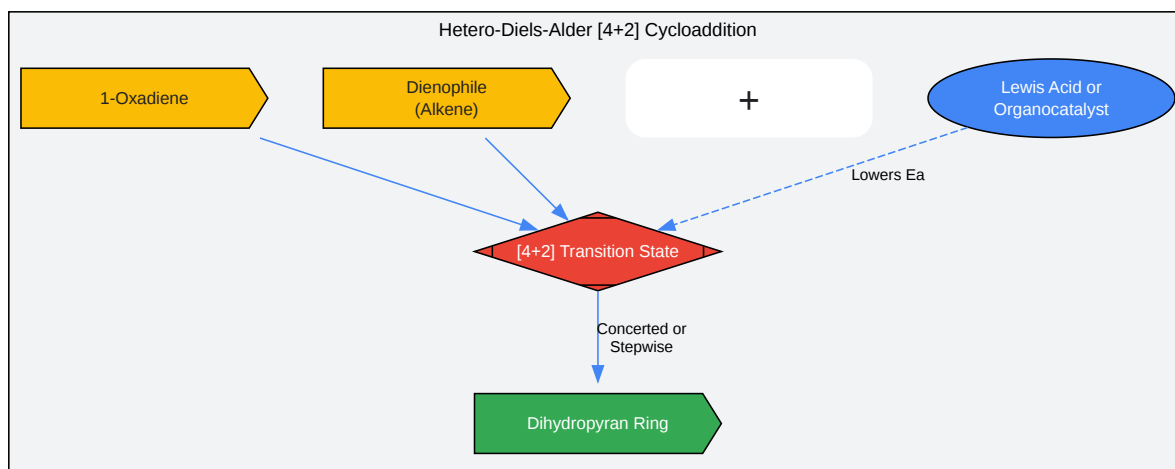 Hetero-Diels-Alder [4+2] Cycloaddition
1-Oxadiene
Dienophile
(Alkene)
+
Lewis Acid or
Organocatalyst
Lowers Ea
[4+2] Transition State
Concerted or
Stepwise
Dihydropyran Ring